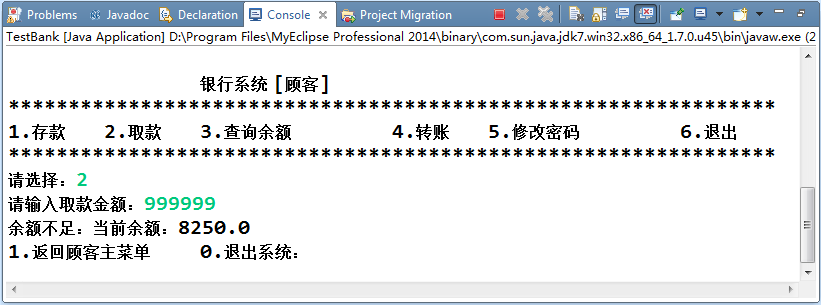 Problems Javadoc Declaration Console Project Migration
TestBank [Java Application] D:\Program Files\MyEclipse Professional 2014\binary\com.sun.java.jdk7.win32.x86_64_1.7.0.u45\bin\javaw.exe (2
银行系统 [顾客]
****************************************************************
1.存款 2.取款 3.查询余额 4.转账 5.修改密码 6.退出
****************************************************************
请选择：2
请输入取款金额：999999
余额不足：当前余额：8250.0
1.返回顾客主菜单 0.退出系统：